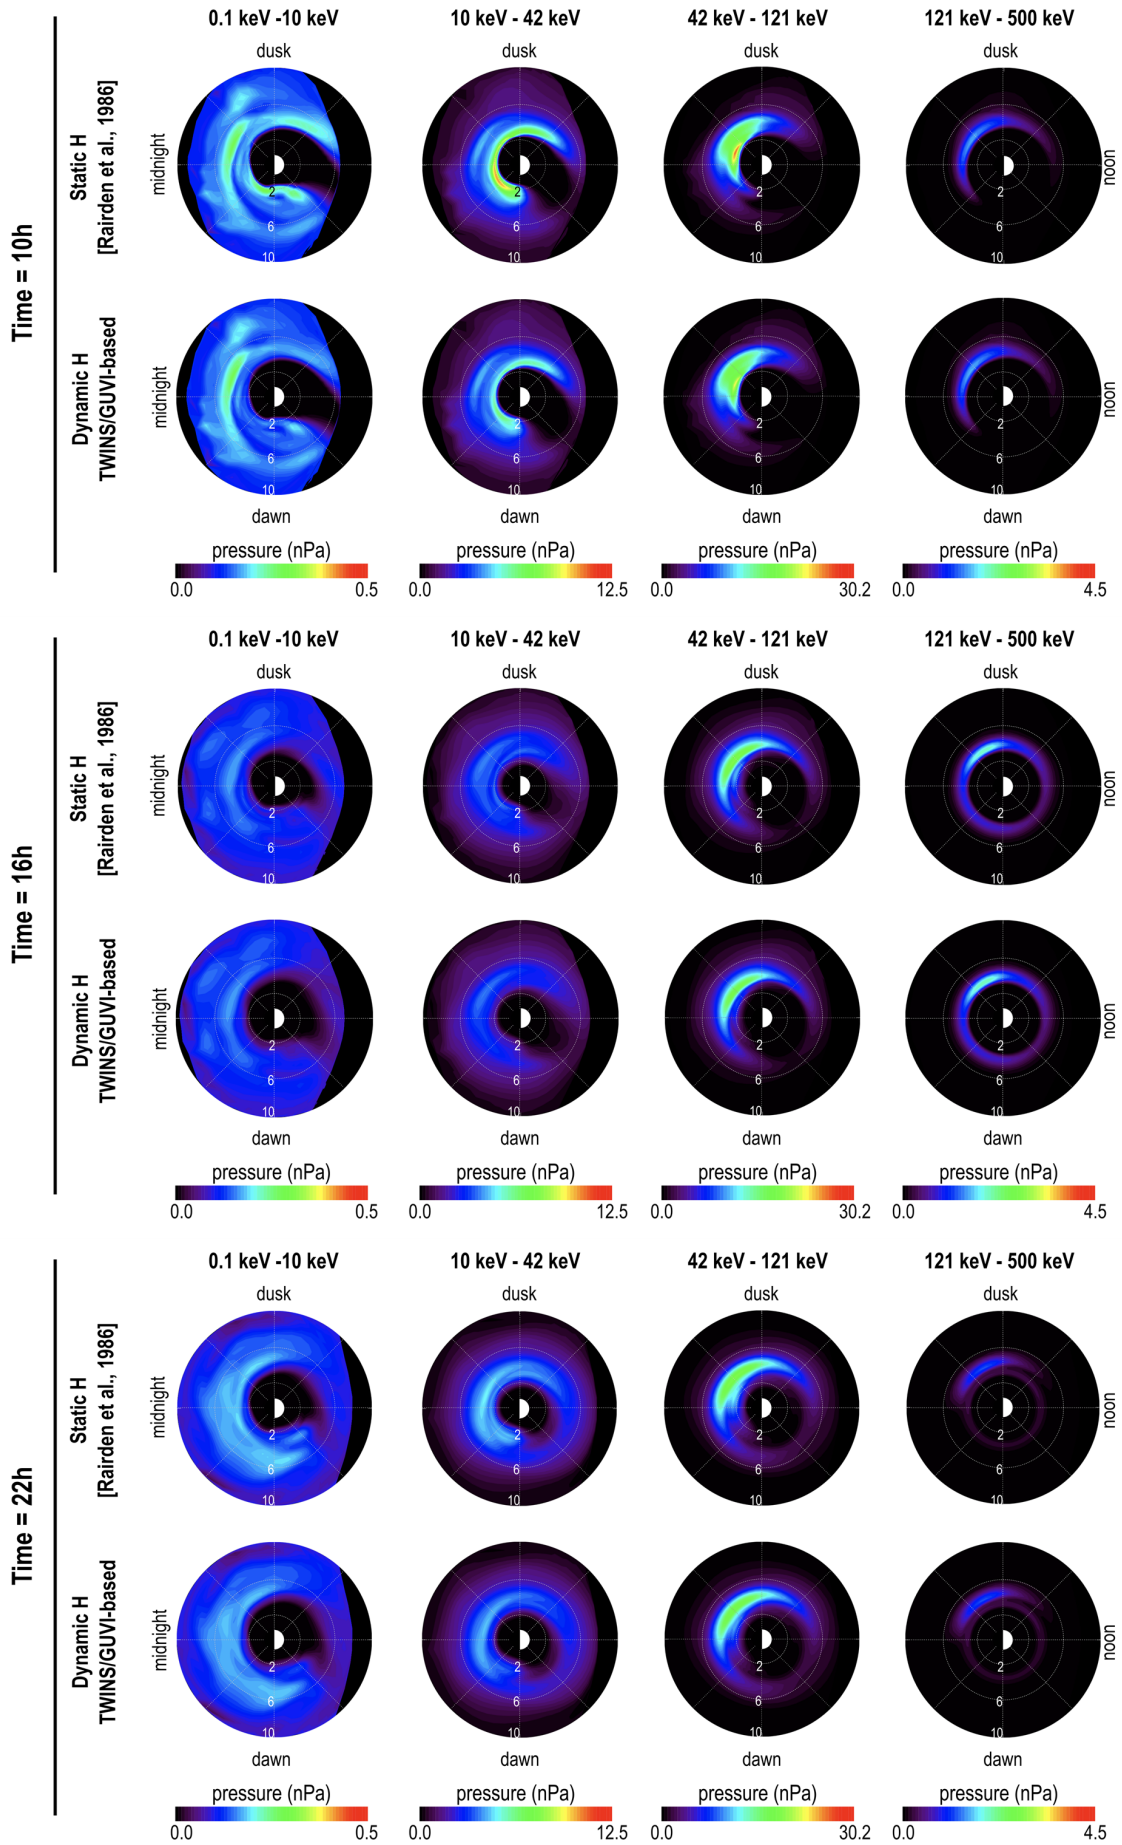 Time = 10h
0.1 keV -10 keV 10 keV - 42 keV 42 keV - 121 keV 121 keV - 500 keV
dusk dusk dusk dusk
Static H
[Rairden et al., 1986]
midnight noon
2 2 2 2
6 6 6 6
10 10 10 10
Dynamic H
TWINS/GUVI-based
midnight noon
2 2 2 2
6 6 6 6
10 10 10 10
dawn dawn dawn dawn
pressure (nPa) pressure (nPa) pressure (nPa) pressure (nPa)
0.0 0.5 0.0 12.5 0.0 30.2 0.0 4.5
Time = 16h
0.1 keV -10 keV 10 keV - 42 keV 42 keV - 121 keV 121 keV - 500 keV
dusk dusk dusk dusk
Static H
[Rairden et al., 1986]
midnight noon
2 2 2 2
6 6 6 6
10 10 10 10
Dynamic H
TWINS/GUVI-based
midnight noon
2 2 2 2
6 6 6 6
10 10 10 10
dawn dawn dawn dawn
pressure (nPa) pressure (nPa) pressure (nPa) pressure (nPa)
0.0 0.5 0.0 12.5 0.0 30.2 0.0 4.5
Time = 22h
0.1 keV -10 keV 10 keV - 42 keV 42 keV - 121 keV 121 keV - 500 keV
dusk dusk dusk dusk
Static H
[Rairden et al., 1986]
midnight noon
2 2 2 2
6 6 6 6
10 10 10 10
Dynamic H
TWINS/GUVI-based
midnight noon
2 2 2 2
6 6 6 6
10 10 10 10
dawn dawn dawn dawn
pressure (nPa) pressure (nPa) pressure (nPa) pressure (nPa)
0.0 0.5 0.0 12.5 0.0 30.2 0.0 4.5